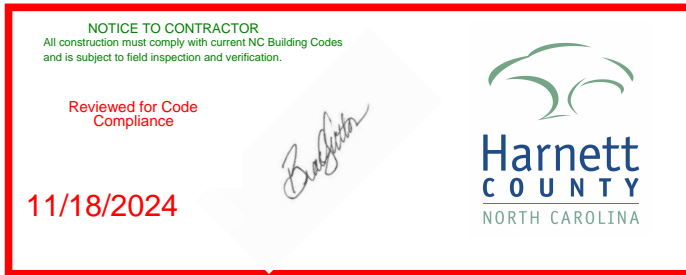 NOTICE TO CONTRACTOR
All construction must comply with current NC Building Codes
and is subject to field inspection and verification.
Reviewed for Code
Compliance
11/18/2024
Harnett
COUNTY
NORTH CAROLINA